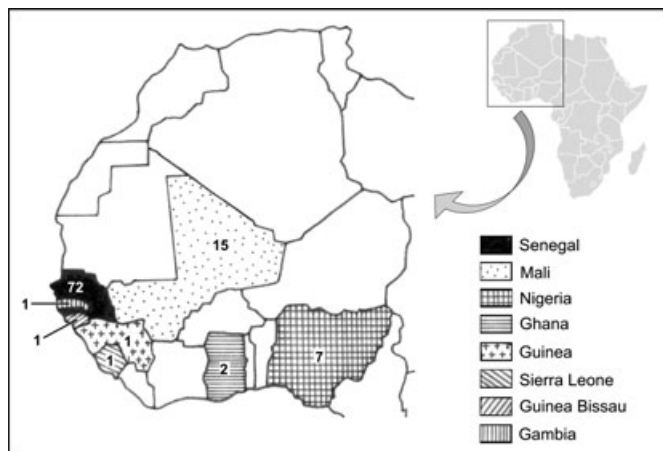 15
72
1
1
1
1
2
7
Senegal
Mali
Nigeria
Ghana
Guinea
Sierra Leone
Guinea Bissau
Gambia